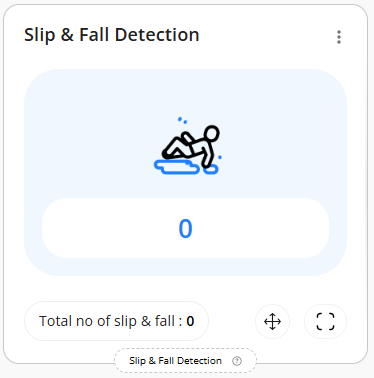 Slip & Fall Detection
0
Total no of slip & fall : 0
Slip & Fall Detection ?